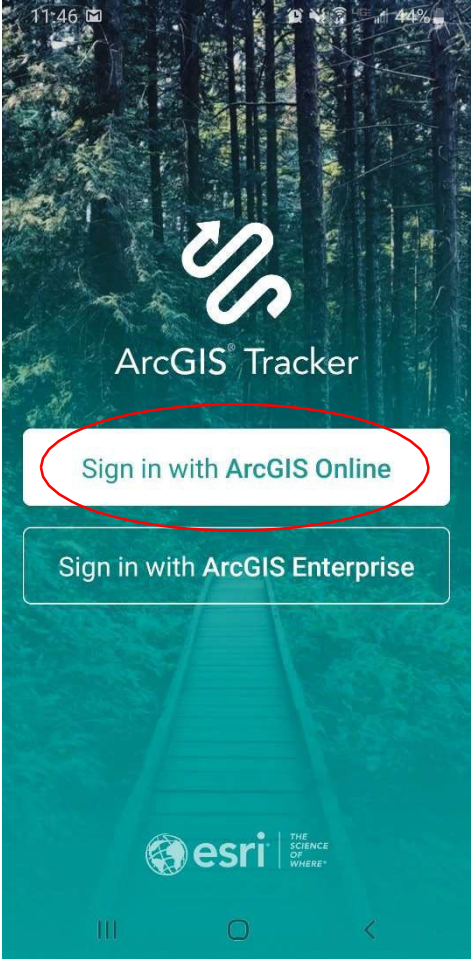 11:46
LTE 44%
ArcGIS® Tracker
Sign in with ArcGIS Online
Sign in with ArcGIS Enterprise
esri®
THE
SCIENCE
OF
WHERE®